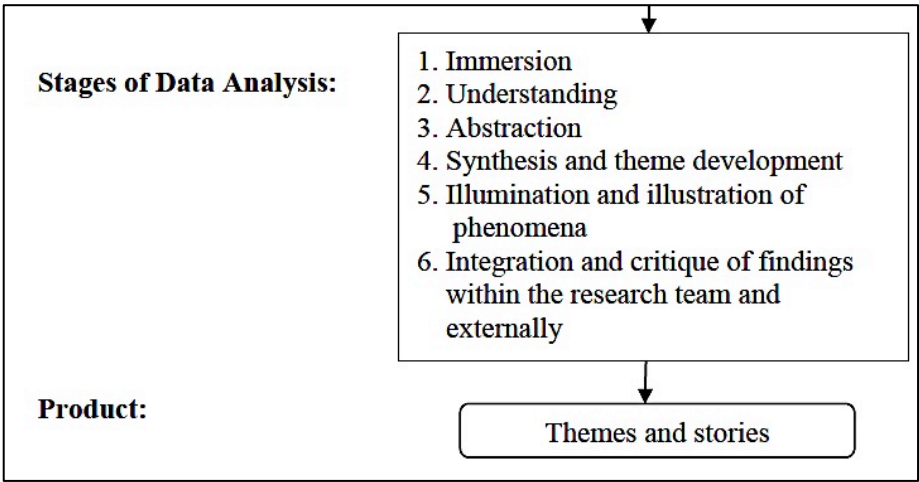 Stages of Data Analysis:
1. Immersion
2. Understanding
3. Abstraction
4. Synthesis and theme development
5. Illumination and illustration of
phenomena
6. Integration and critique of findings
within the research team and
externally
Product:
Themes and stories